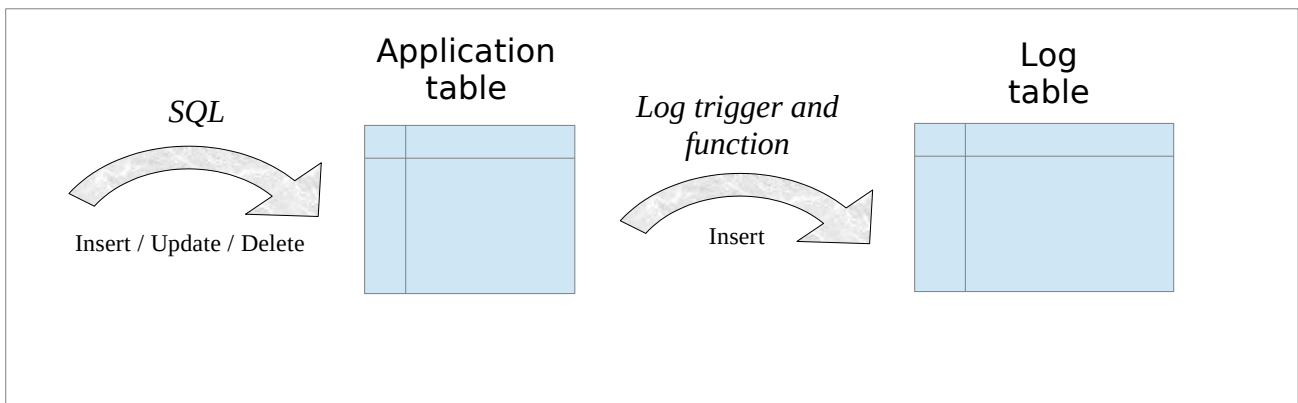 Application
table
Log
table
SQL
Log trigger and
function
Insert / Update / Delete
Insert